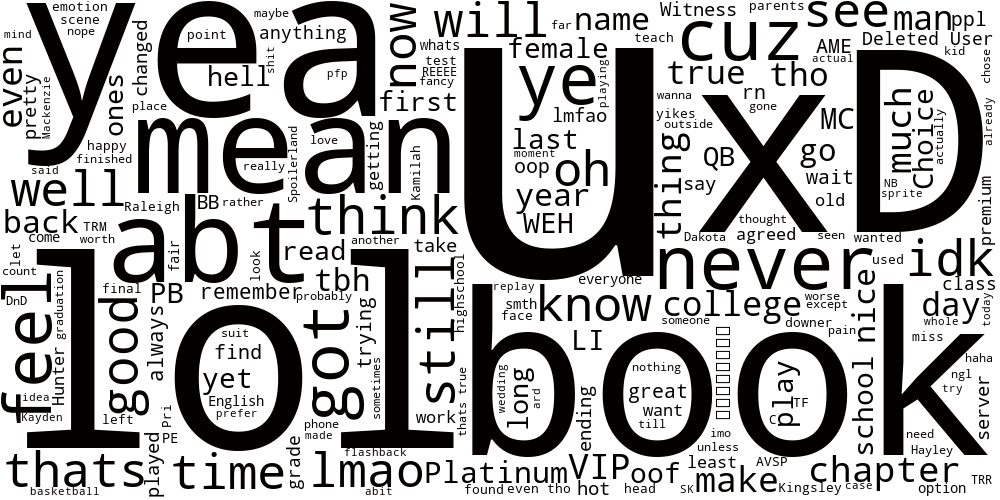 yea
u
xD
mean
abt
lol
book
emotion
scene
nope
mind
even
pretty
Mackenzie
ones
changed
place
happy
finished
said
point
hell
shit
maybe
anything
pfp
now
whats
test
REEEE
fancy
first
will
far
name
female
ye
playing
lmfao
last
moment
oop
oh
year
WEH
teach
Witness
parents
cuz
see
man
ppl
AME
actual
Deleted User
kid
chose
true
tho
wanna
rn
gone
yikes
outside
MC
QB
go
say
wait
old
thing
much
choice
actually
already
NB
sprite
premium
thought
agreed
Dakota
seen
wanted
well
back
TRM
come
worth
let
count
Raleigh
BB
rather
really
Spoilerland
love
getting
Kamilah
think
fair
look
read
another
take
tbh
remember
probably
never
used
idk
class
day
today
whole
miss
everyone
replay
smth
face
know
college
someone
worse
except
downer
pain
DnD
feel
graduation
Hunter
idea
Kayden
final
good
left
PB
always
Pri
PE
played
suit
find
yet
English
prefer
got
trying
sometimes
still
highschool
thats true
work
phone
made
grade
flashback
LI
wedding
long
ard
ending
nothing
great
want
till
imo
unless
play
TF
school
nice
haha
ngl
try
server
need
Hayley
thats
basketball
time
lmao
abit
Platinum
found
even tho
VIP
hot
oof
head
SK
least
make
AVSP
Kingsley
case
chapter
option
TRR